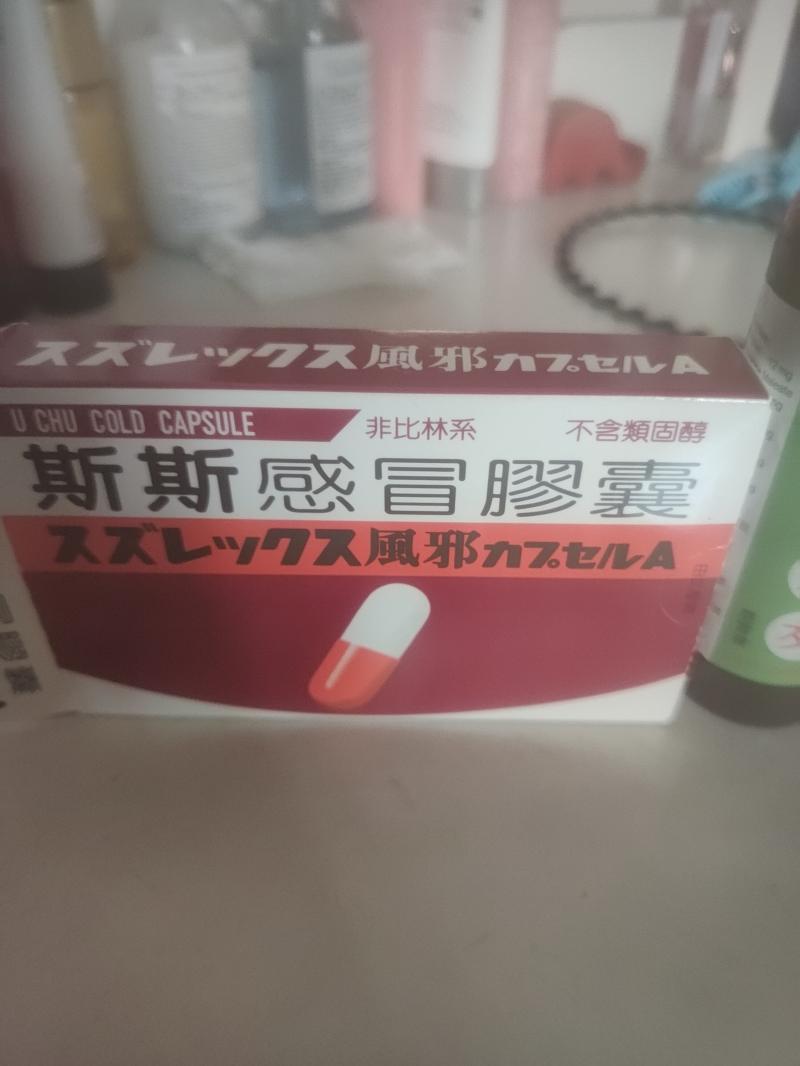 スズレックス風邪カプセルA
U CHU COLD CAPSULE
非比林系
不含類固醇
斯斯感冒膠囊
スズレックス風邪カプセルA